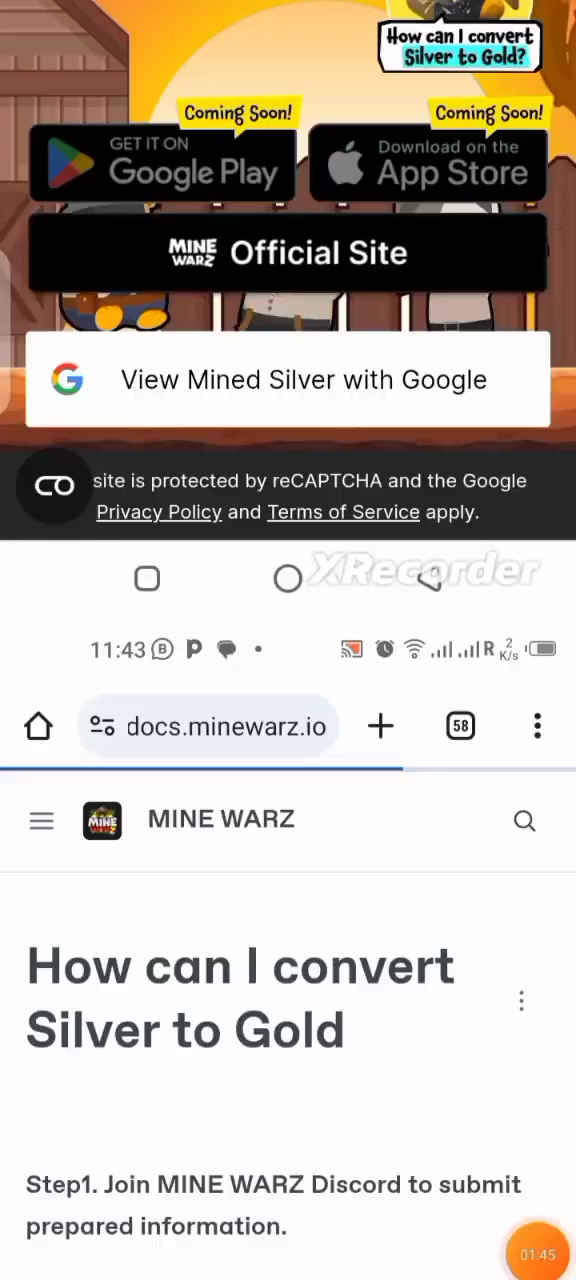 How can I convert
Silver to Gold?
Coming Soon!
Coming Soon!
GET IT ON
Google Play
Download on the
App Store
MINE
WARZ
Official Site
View Mined Silver with Google
site is protected by reCAPTCHA and the Google
Privacy Policy and Terms of Service apply.
XRecorder
11:43 B R 2 K/s
docs.minewarz.io
58
MINE WARZ
MINE WARZ
How can I convert
Silver to Gold
Step1. Join MINE WARZ Discord to submit
prepared information.
01:45